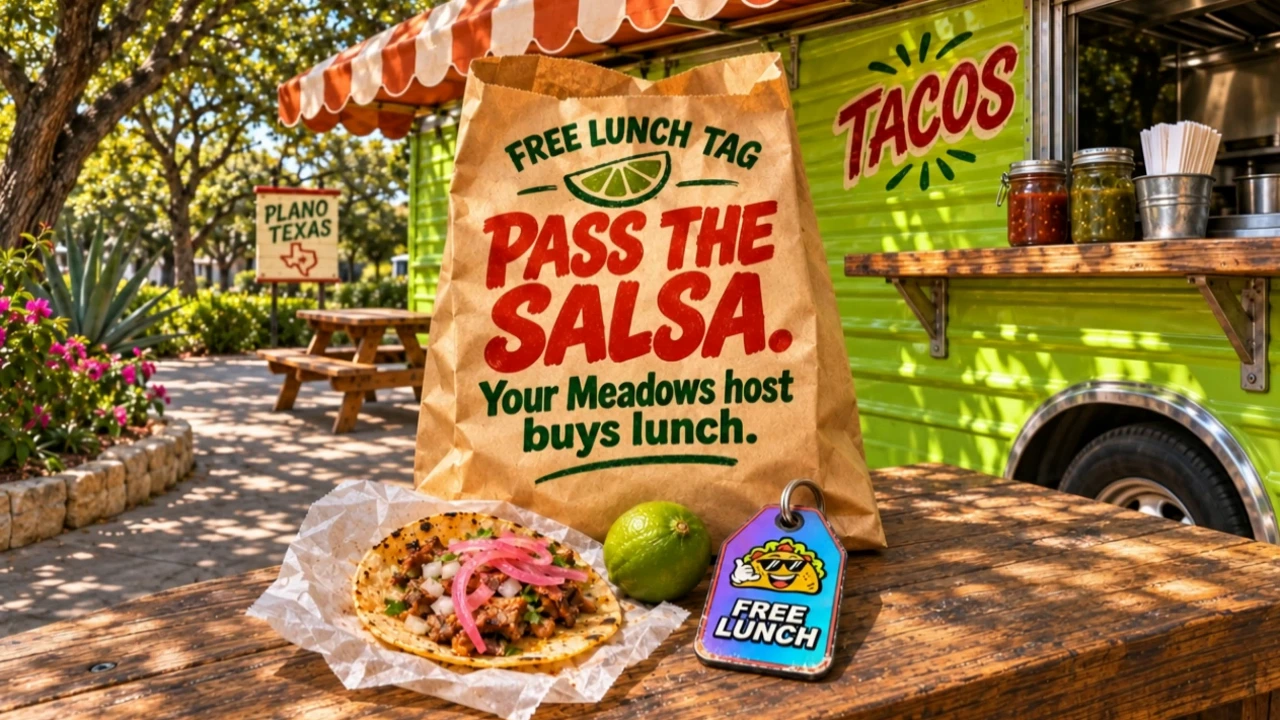 FREE LUNCH TAG
PASS THE
SALSA.
Your Meadows host
buys lunch.
TACOS
PLANO
TEXAS
FREE
LUNCH